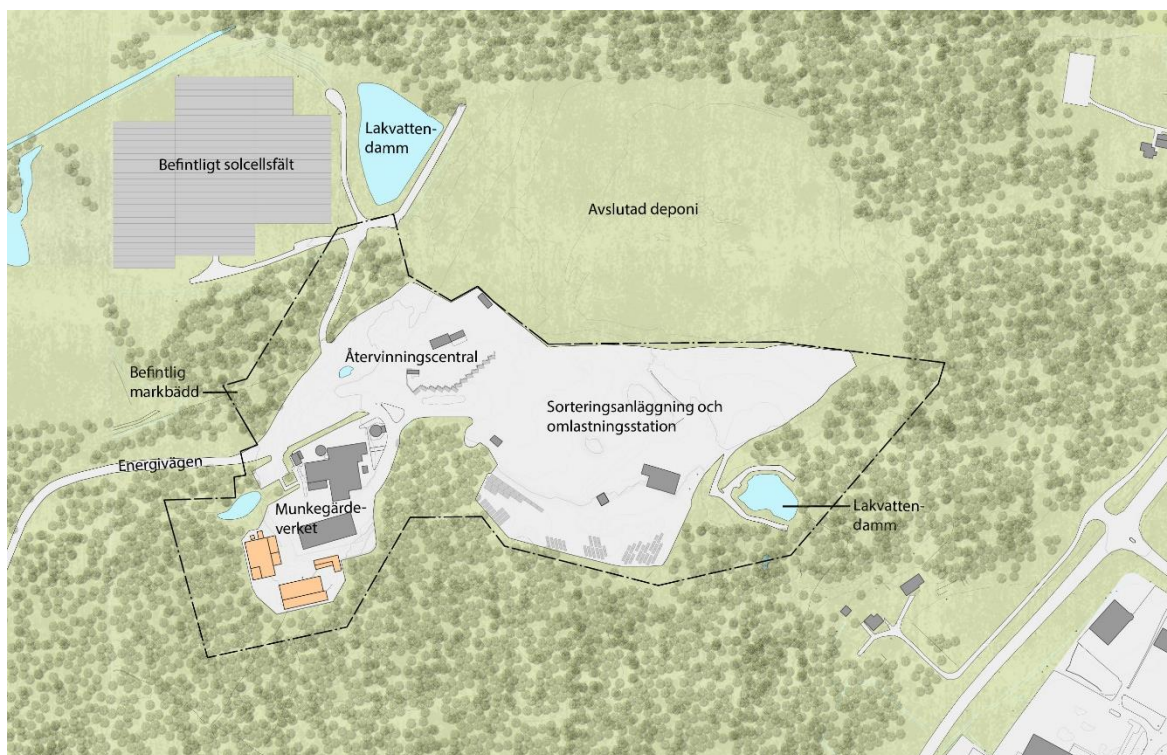 Lakvatten-
damm
Befintligt solcellsfält
Avslutad deponi
Återvinningscentral
Befintlig
markbädd
Sorteringsanläggning och
omlastningsstation
Energivägen
Munkegärde-
verket
Lakvatten-
damm